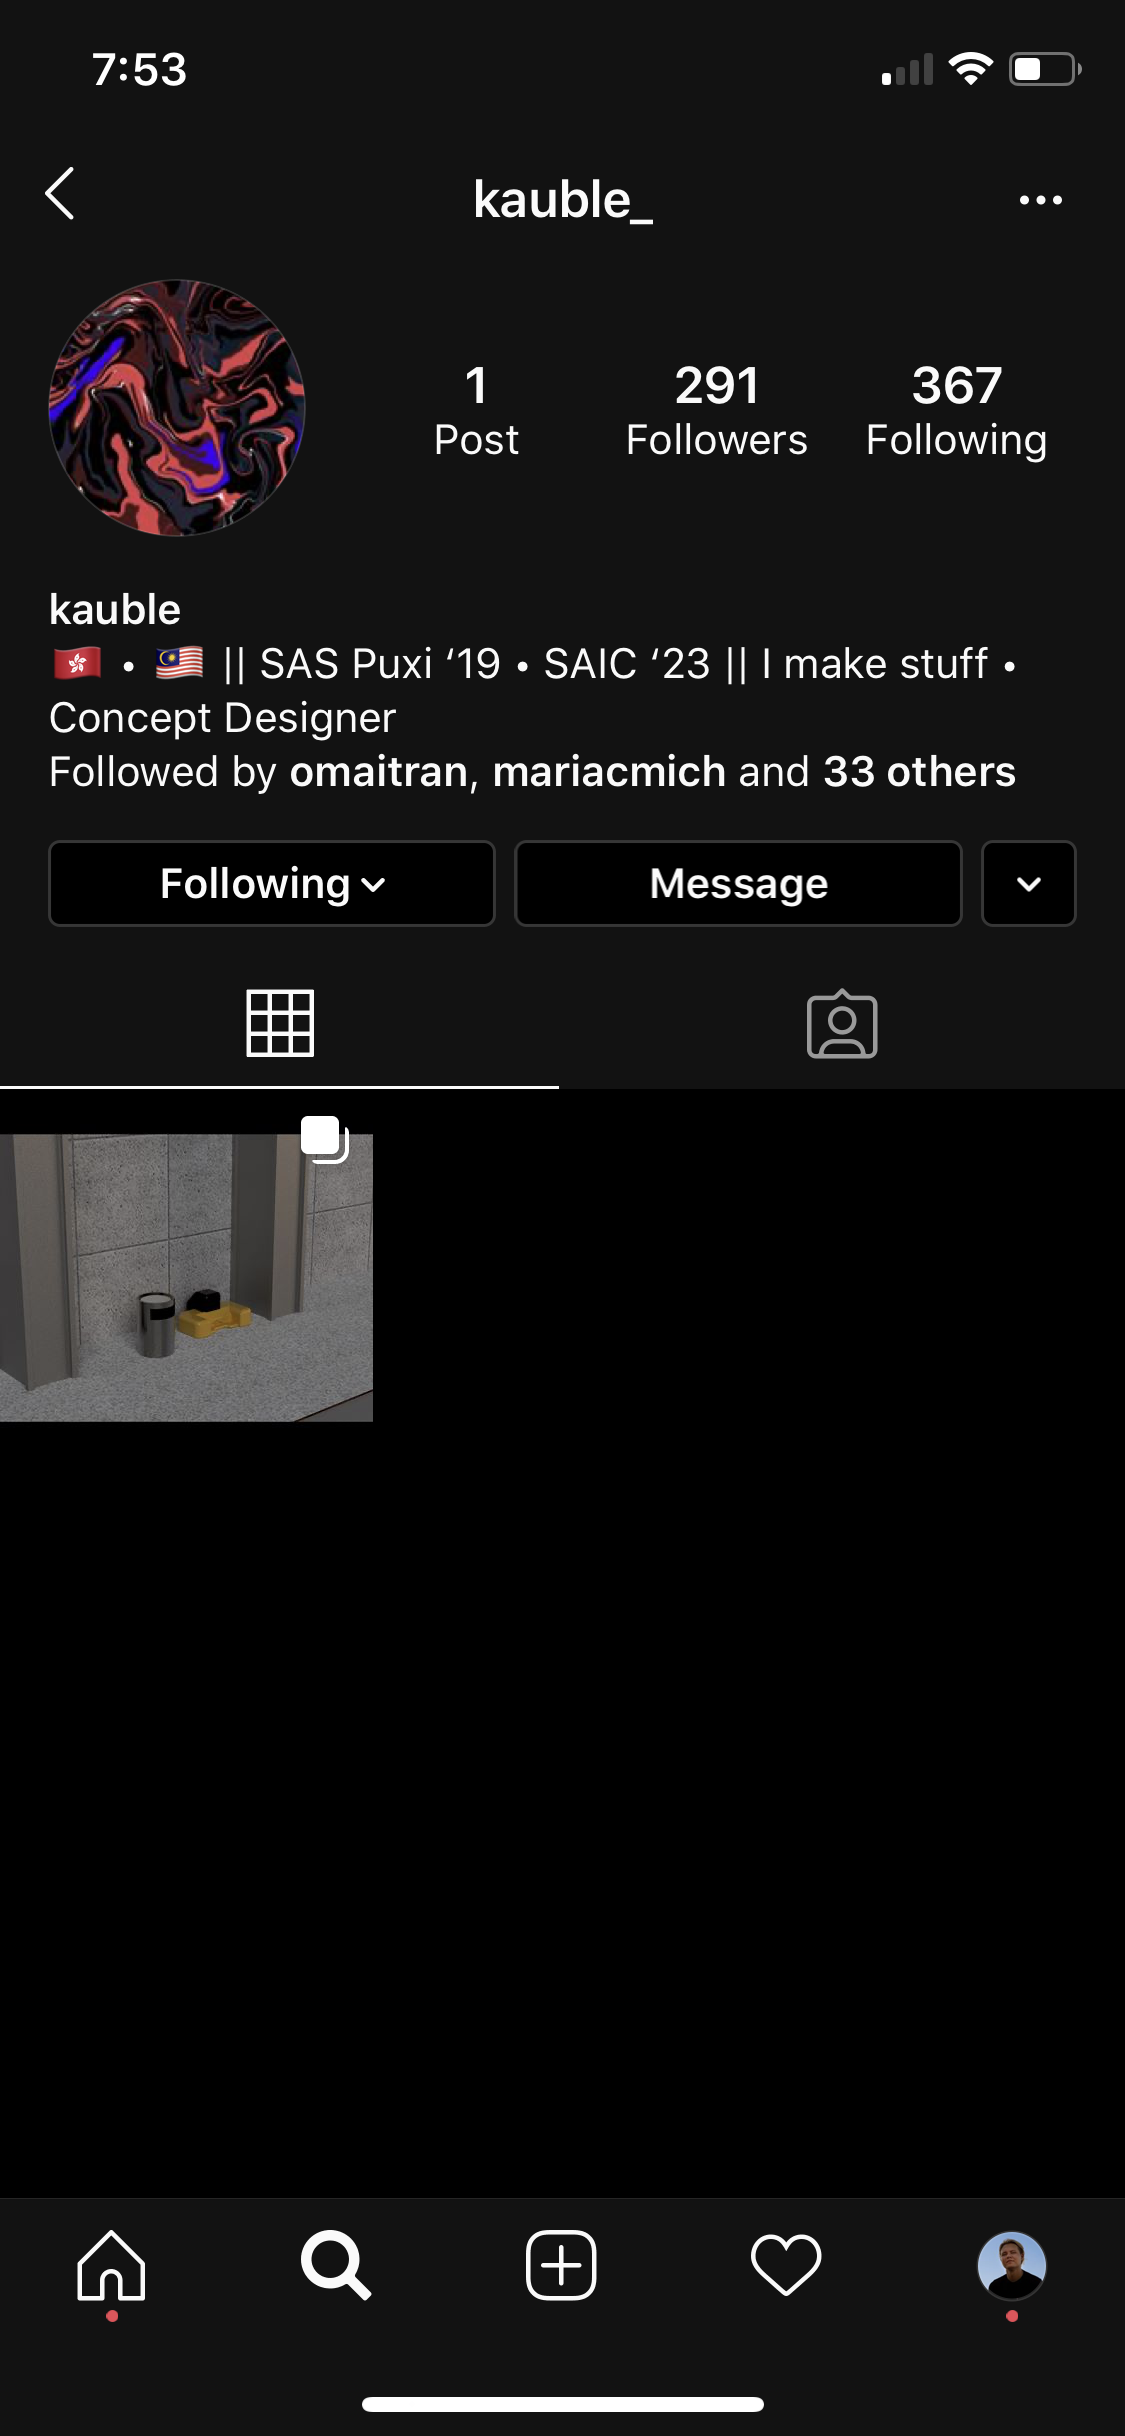 7:53
kauble_
1
Post
291
Followers
367
Following
kauble
🇭🇰 • 🇲🇾 || SAS Puxi ‘19 • SAIC ‘23 || I make stuff •
Concept Designer
Followed by omaitran, mariacmich and 33 others
Following
Message